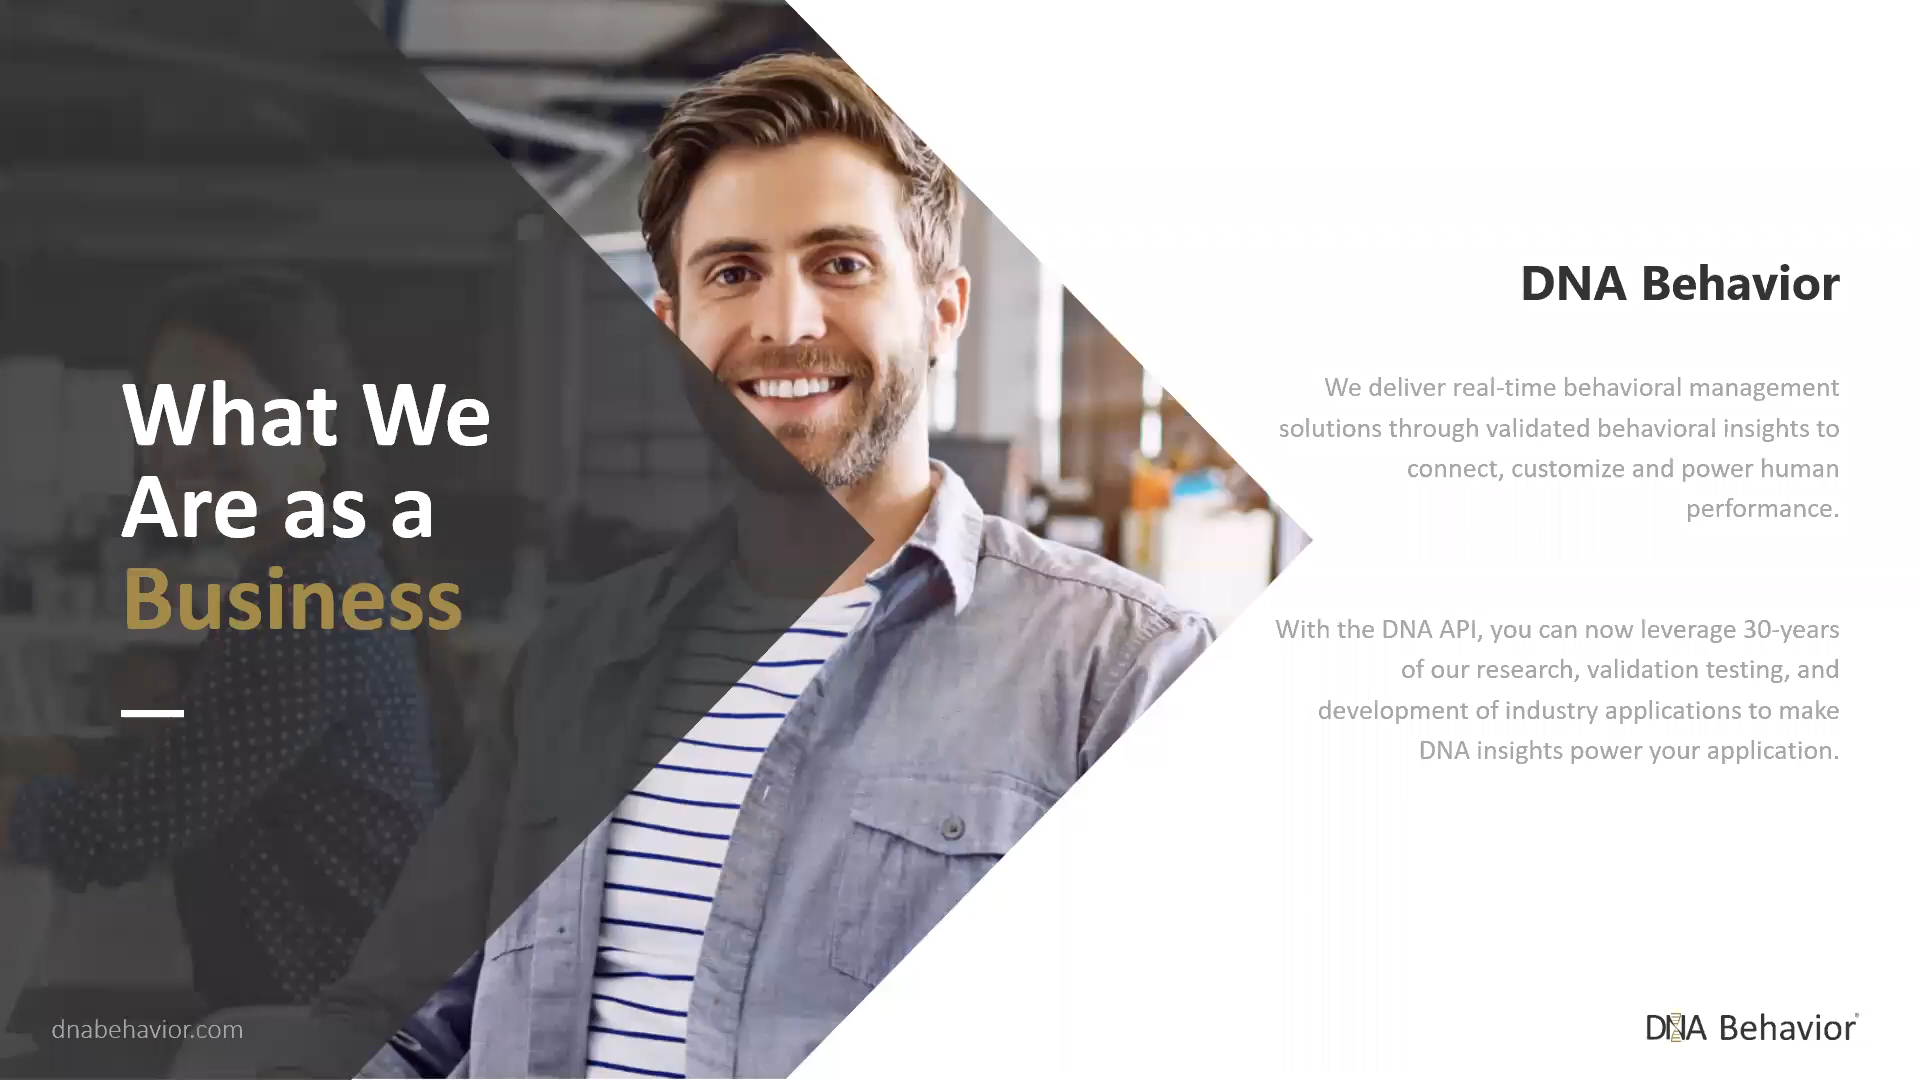 What We
Are as a
Business
DNA Behavior
We deliver real-time behavioral management
solutions through validated behavioral insights to
connect, customize and power human
performance.
With the DNA API, you can now leverage 30-years
of our research, validation testing, and
development of industry applications to make
DNA insights power your application.
dnabehavior.com
DNA Behavior®